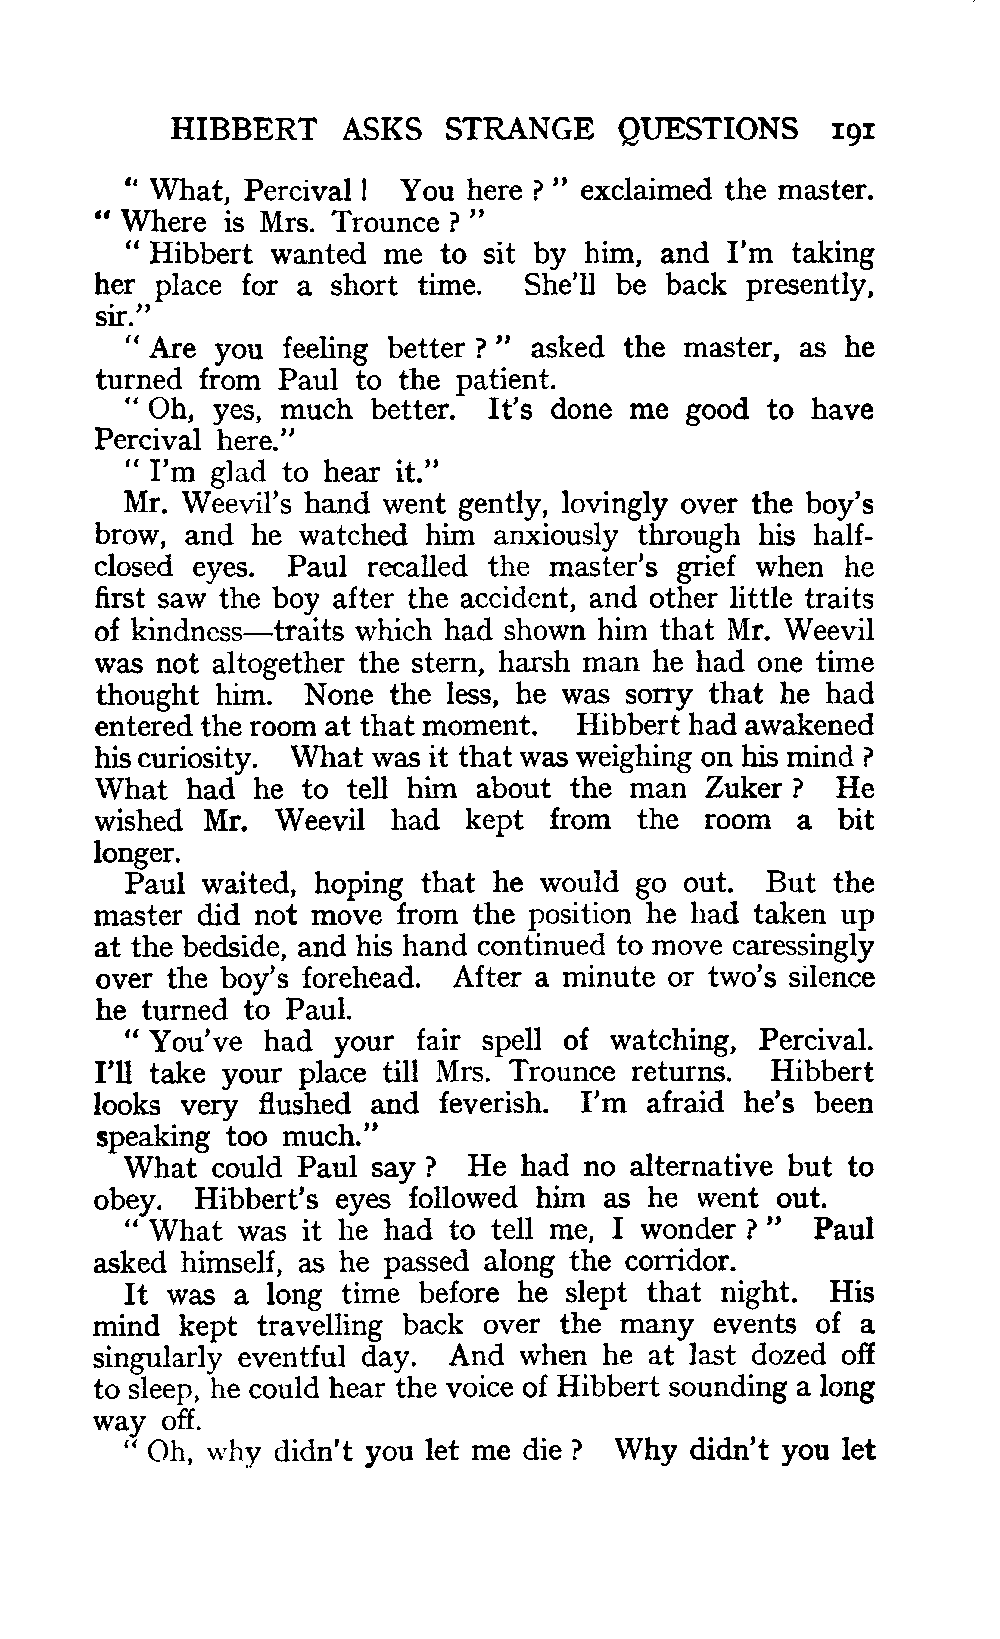 HIBBERT ASKS STRANGE QUESTIONS 191
“ What, Percival ! You here ? ” exclaimed the master.
“ Where is Mrs. Trounce ? ”
“ Hibbert wanted me to sit by him, and I’m taking
her place for a short time. She’ll be back presently,
sir.”
“ Are you feeling better ? ” asked the master, as he
turned from Paul to the patient.
“ Oh, yes, much better. It’s done me good to have
Percival here.”
“ I’m glad to hear it.”
Mr. Weevil’s hand went gently, lovingly over the boy’s
brow, and he watched him anxiously through his half-
closed eyes. Paul recalled the master’s grief when he
first saw the boy after the accident, and other little traits
of kindness—traits which had shown him that Mr. Weevil
was not altogether the stern, harsh man he had one time
thought him. None the less, he was sorry that he had
entered the room at that moment. Hibbert had awakened
his curiosity. What was it that was weighing on his mind ?
What had he to tell him about the man Zuker ? He
wished Mr. Weevil had kept from the room a bit
longer.
Paul waited, hoping that he would go out. But the
master did not move from the position he had taken up
at the bedside, and his hand continued to move caressingly
over the boy’s forehead. After a minute or two’s silence
he turned to Paul.
“ You’ve had your fair spell of watching, Percival.
I’ll take your place till Mrs. Trounce returns. Hibbert
looks very flushed and feverish. I’m afraid he’s been
speaking too much.”
What could Paul say ? He had no alternative but to
obey. Hibbert’s eyes followed him as he went out.
“ What was it he had to tell me, I wonder ? ” Paul
asked himself, as he passed along the corridor.
It was a long time before he slept that night. His
mind kept travelling back over the many events of a
singularly eventful day. And when he at last dozed off
to sleep, he could hear the voice of Hibbert sounding a long
way off.
“ Oh, why didn’t you let me die ? Why didn’t you let